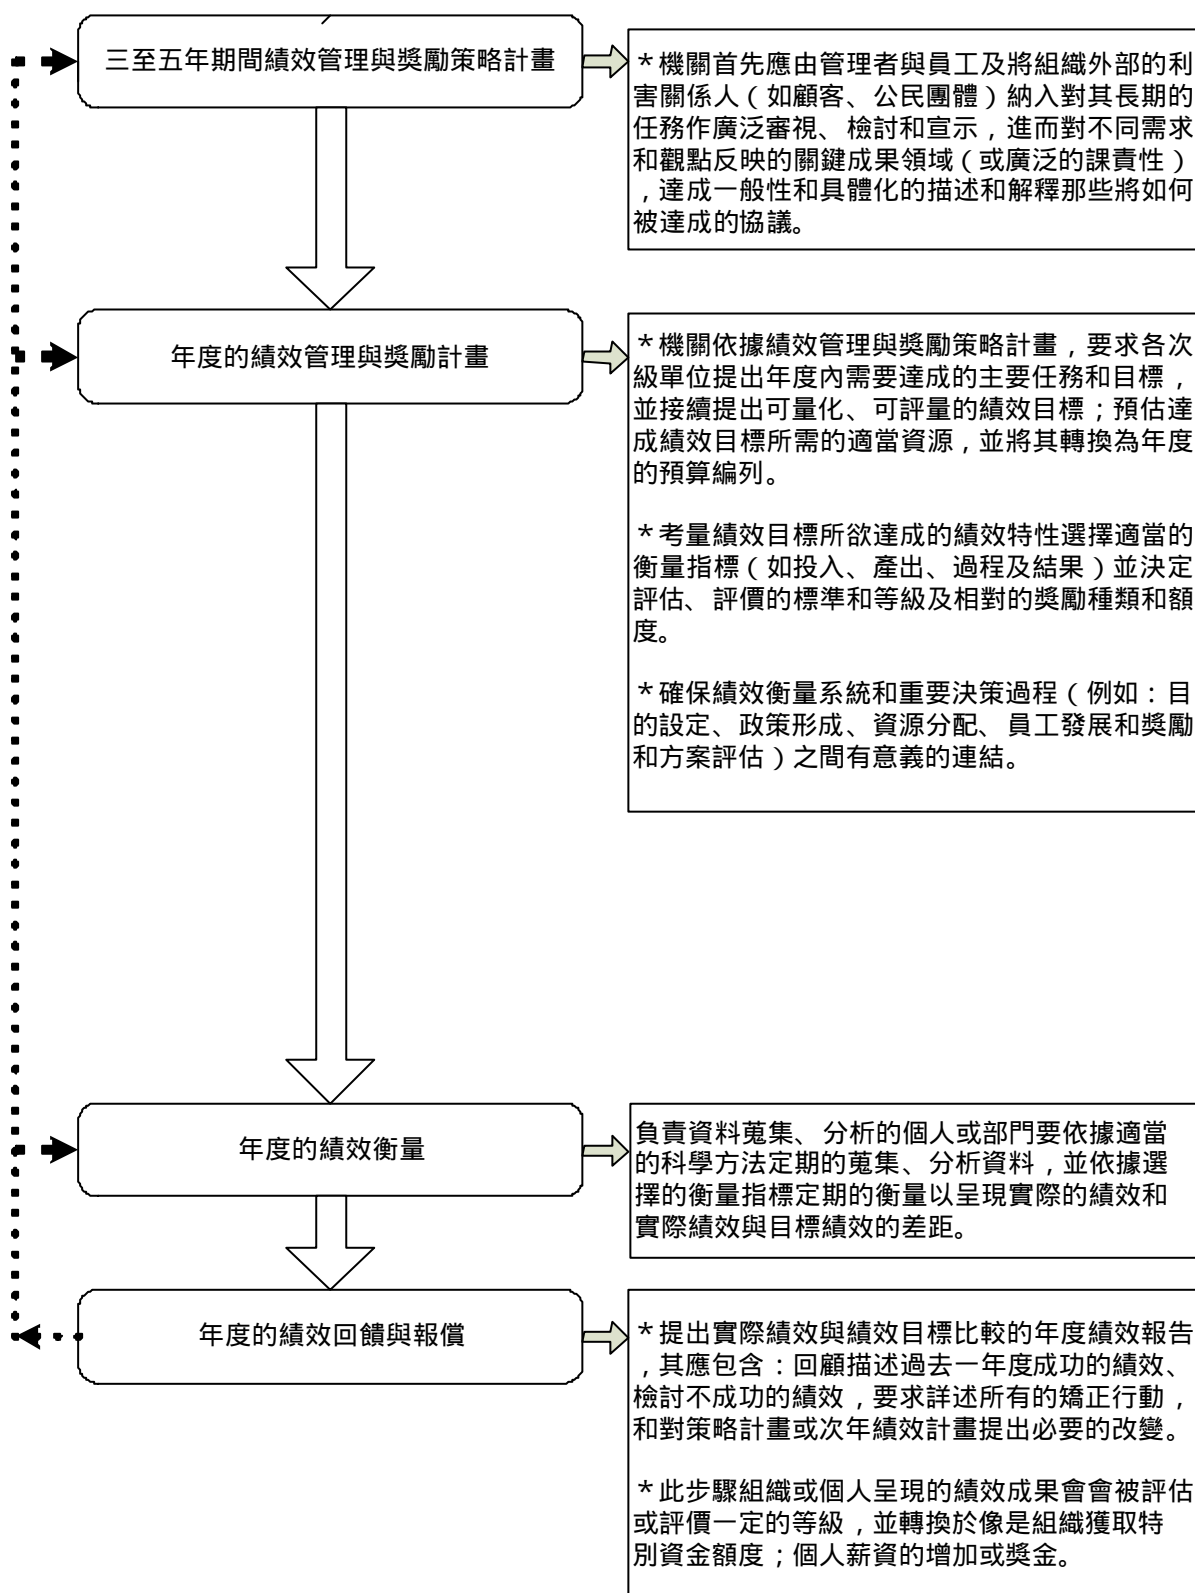 三至五年期間績效管理與獎勵策略計畫
＊機關首先應由管理者與員工及將組織外部的利
害關係人（如顧客、公民團體）納入對其長期的
任務作廣泛審視、檢討和宣示，進而對不同需求
和觀點反映的關鍵成果領域（或廣泛的課責性）
，達成一般性和具體化的描述和解釋那些將如何
被達成的協議。
年度的績效管理與獎勵計畫
＊機關依據績效管理與獎勵策略計畫，要求各次
級單位提出年度內需要達成的主要任務和目標，
並接續提出可量化、可評量的績效目標；預估達
成績效目標所需的適當資源，並將其轉換為年度
的預算編列。
＊考量績效目標所欲達成的績效特性選擇適當的
衡量指標（如投入、產出、過程及結果）並決定
評估、評價的標準和等級及相對的獎勵種類和額
度。
＊確保績效衡量系統和重要決策過程（例如：目
的設定、政策形成、資源分配、員工發展和獎勵
和方案評估）之間有意義的連結。
年度的績效衡量
負責資料蒐集、分析的個人或部門要依據適當
的科學方法定期的蒐集、分析資料，並依據選
擇的衡量指標定期的衡量以呈現實際的績效和
實際績效與目標績效的差距。
年度的績效回饋與報償
＊提出實際績效與績效目標比較的年度績效報告
，其應包含：回顧描述過去一年度成功的績效、
檢討不成功的績效，要求詳述所有的矯正行動，
和對策略計畫或次年績效計畫提出必要的改變。
＊此步驟組織或個人呈現的績效成果會會被評估
或評價一定的等級，並轉換於像是組織獲取特
別資金額度；個人薪資的增加或獎金。